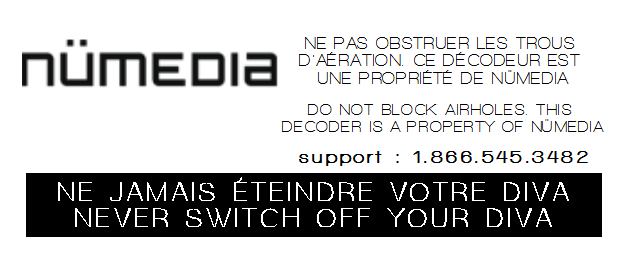 nüMEDIA
NE PAS OBSTRUER LES TROUS
D'AÉRATION. CE DÉCODEUR EST
UNE PROPRIÉTÉ DE NÜMEDIA
DO NOT BLOCK AIRHOLES. THIS
DECODER IS A PROPERTY OF NÜMEDIA
support : 1.866.545.3482
NE JAMAIS ÉTEINDRE VOTRE DIVA
NEVER SWITCH OFF YOUR DIVA